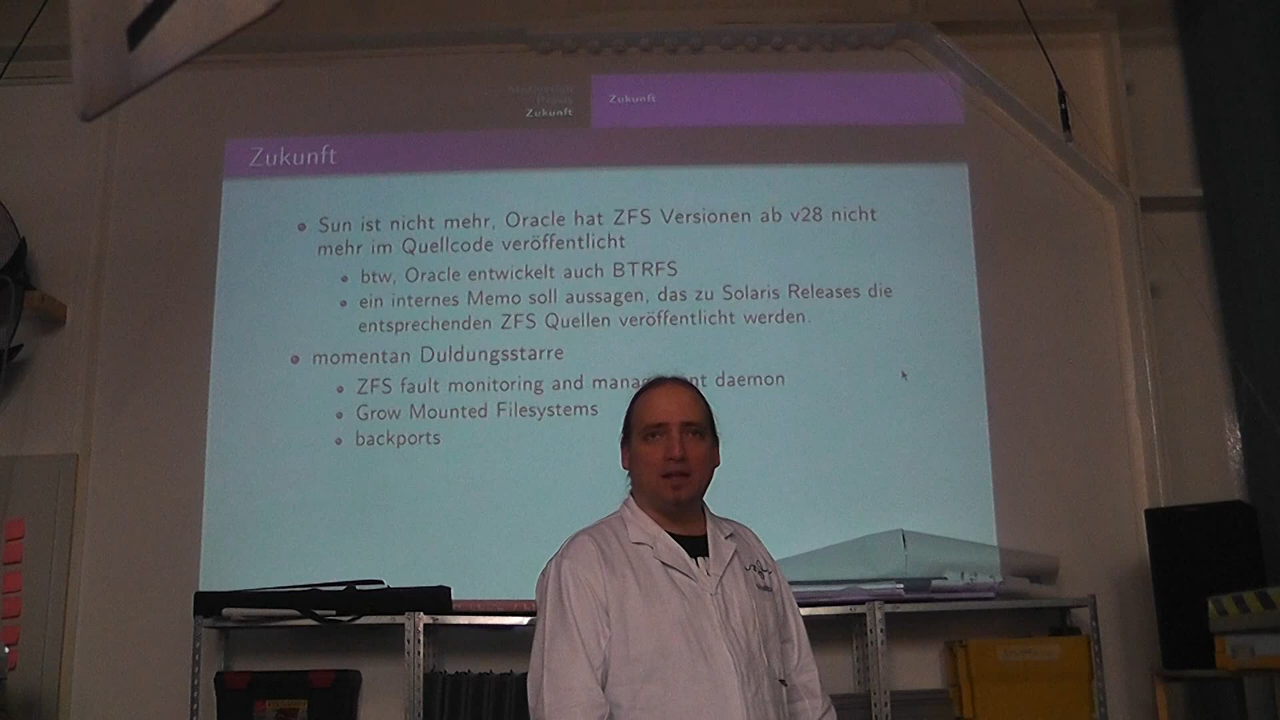 Zukunft
Zukunft
Zukunft
Sun ist nicht mehr, Oracle hat ZFS Versionen ab v28 nicht
mehr im Quellcode veröffentlicht
btw, Oracle entwickelt auch BTRFS
ein internes Memo soll aussagen, das zu Solaris Releases die
entsprechenden ZFS Quellen veröffentlicht werden.
momentan Duldungsstarre
ZFS fault monitoring and daemon
Grow Mounted Filesystems
backports